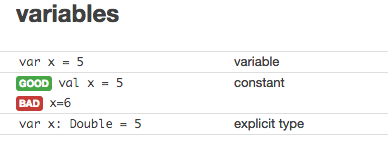 variables
var x = 5 variable
GOOD val x = 5 constant
BAD x=6
var x: Double = 5 explicit type